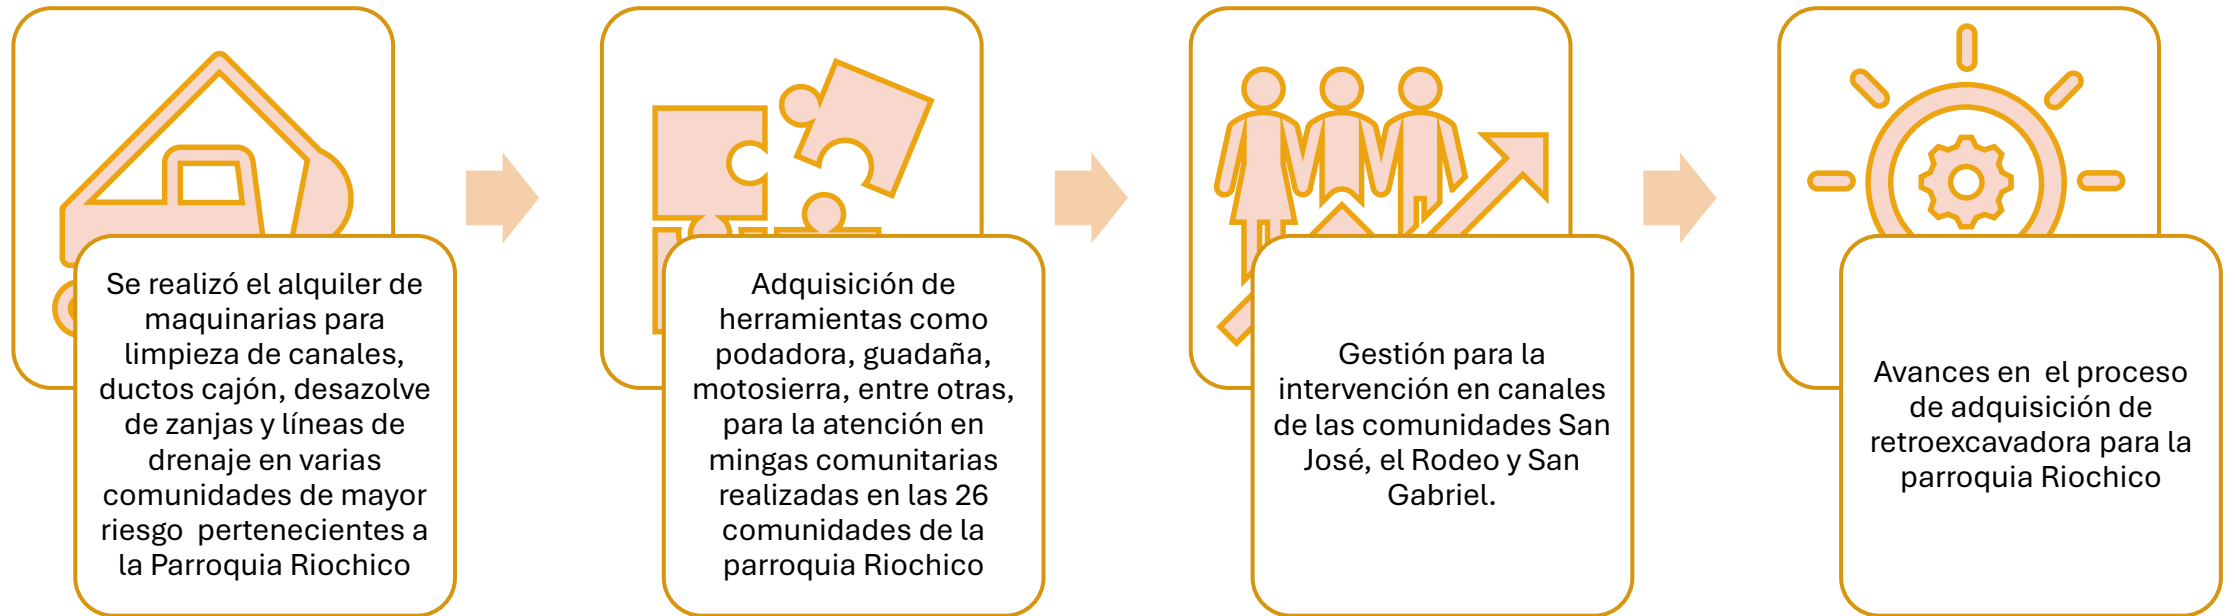 Se realizó el alquiler de
maquinarias para
limpieza de canales,
ductos cajón, desazolve
de zanjas y líneas de
drenaje en varias
comunidades de mayor
riesgo  pertenecientes a
la Parroquia Riochico
Adquisición de
herramientas como
podadora, guadaña,
motosierra, entre otras,
para la atención en
mingas comunitarias
realizadas en las 26
comunidades de la
parroquia Riochico
Gestión para la
intervención en canales
de las comunidades San
José, el Rodeo y San
Gabriel.
Avances en  el proceso
de adquisición de
retroexcavadora para la
parroquia Riochico